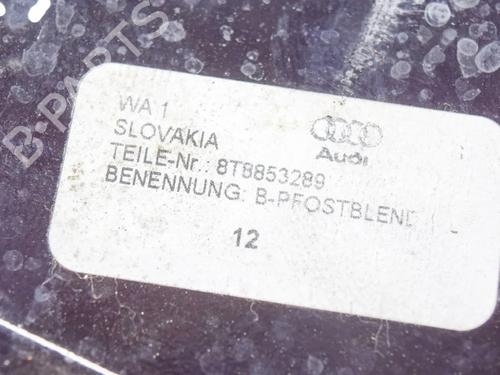 B-PARTS
WA 1
SLOVAKIA
Audi
TEILE-Nr.: 8T8853289
BENENNUNG: B-PFOSTBLEND
12